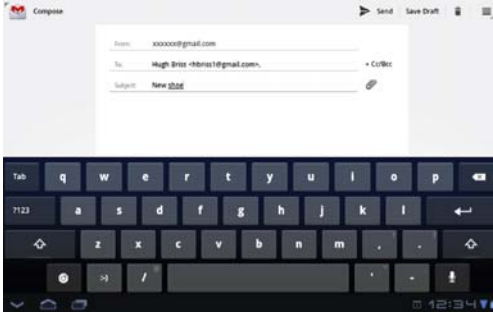 Compose Send Save Draft
From: xxxxxx@gmail.com
To: Hugh Briss <hbriss1@gmail.com>, + Cc/Bcc
Subject: New shoe
Tab q w e r t y u i o p
?123 a s d f g h j k l
z x c v b n m , .
:-) / ' -
12:34